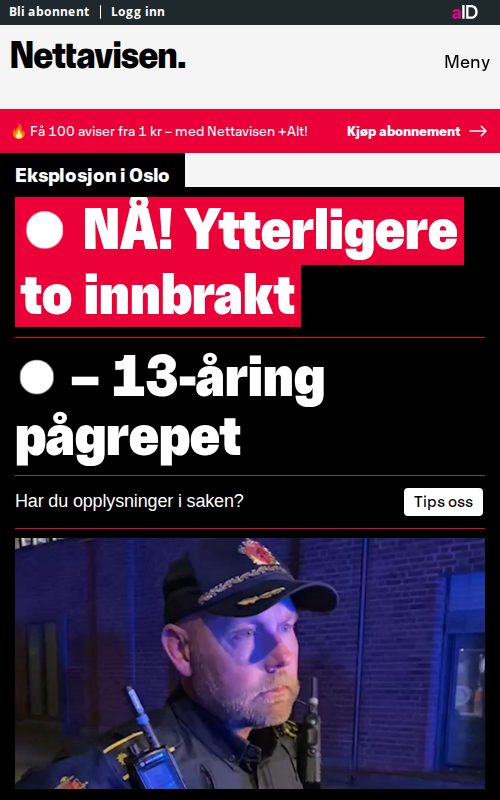 Bli abonnent | Logg inn
aID
Nettavisen.
Meny
🔥 Få 100 aviser fra 1 kr – med Nettavisen +Alt!
Kjøp abonnement →
Eksplosjon i Oslo
NÅ! Ytterligere
to innbrakt
– 13-åring
pågrepet
Har du opplysninger i saken?
Tips oss